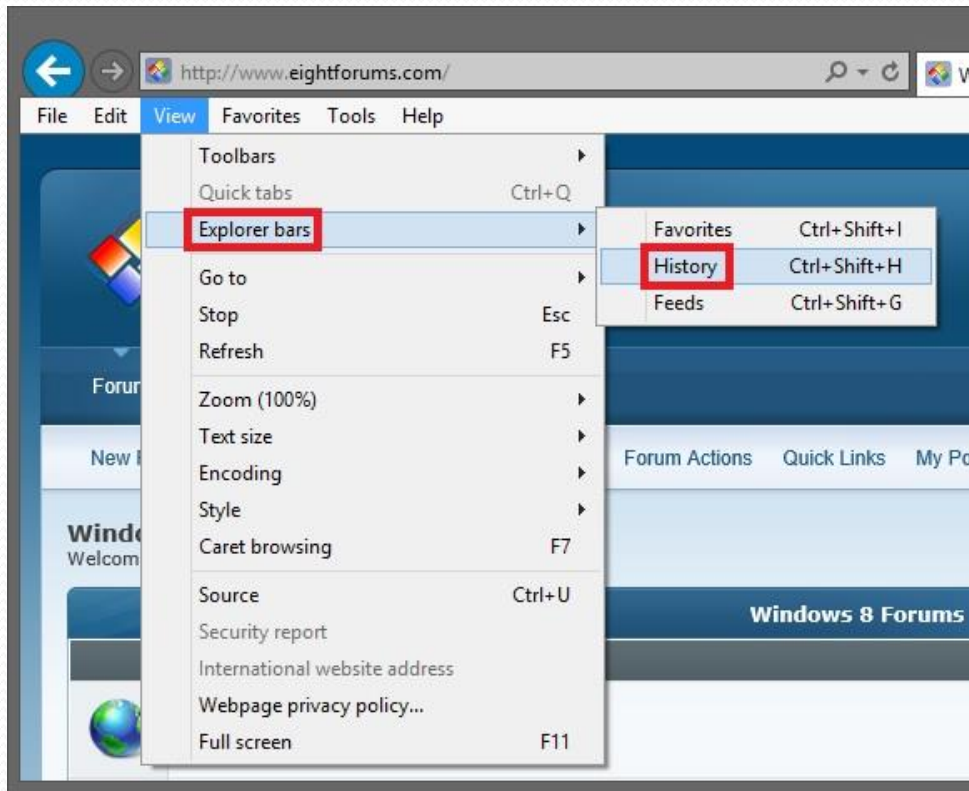 http://www.eightforums.com/
File Edit View Favorites Tools Help
Toolbars
Quick tabs Ctrl+Q
Explorer bars
Favorites Ctrl+Shift+I
History Ctrl+Shift+H
Feeds Ctrl+Shift+G
Go to
Stop Esc
Refresh F5
Zoom (100%)
Text size
Encoding
Style
Caret browsing F7
Source Ctrl+U
Security report
International website address
Webpage privacy policy...
Full screen F11
New
Forum Actions Quick Links My
Windows 8 Forums